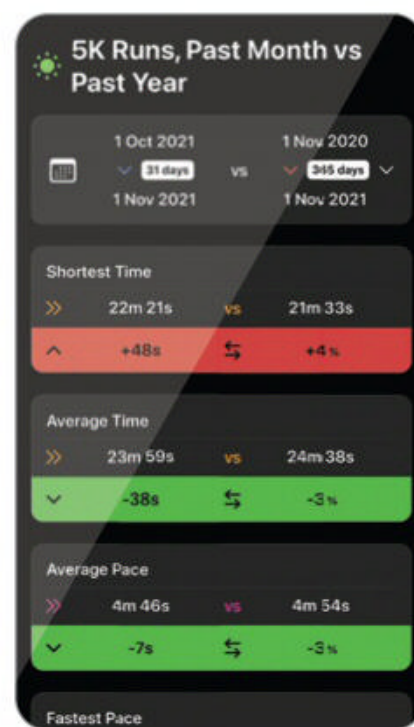 5K Runs, Past Month vs
Past Year
1 Oct 2021 1 Nov 2020
31 days vs 365 days
1 Nov 2021 1 Nov 2021
Shortest Time
22m 21s vs 21m 33s
+48s +4%
Average Time
23m 59s vs 24m 38s
-38s -3%
Average Pace
4m 46s vs 4m 54s
-7s -3%
Fastest Pace